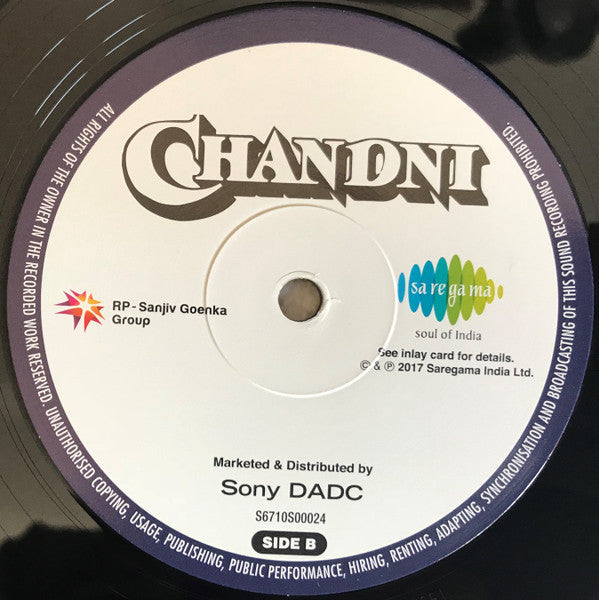 CHANDNI
RP-Sanjiv Goenka
Group
sa re ga ma
soul of India
See inlay card for details.
© & ℗ 2017 Saregama India Ltd.
Marketed & Distributed by
Sony DADC
S6710S00024
SIDE B
ALL RIGHTS OF THE OWNER IN THE RECORDED WORK RESERVED. UNAUTHORISED COPYING, USAGE, PUBLISHING, PUBLIC PERFORMANCE, HIRING, RENTING, ADAPTING, SYNCHRONISATION AND BROADCASTING OF THIS SOUND RECORDING PROHIBITED.